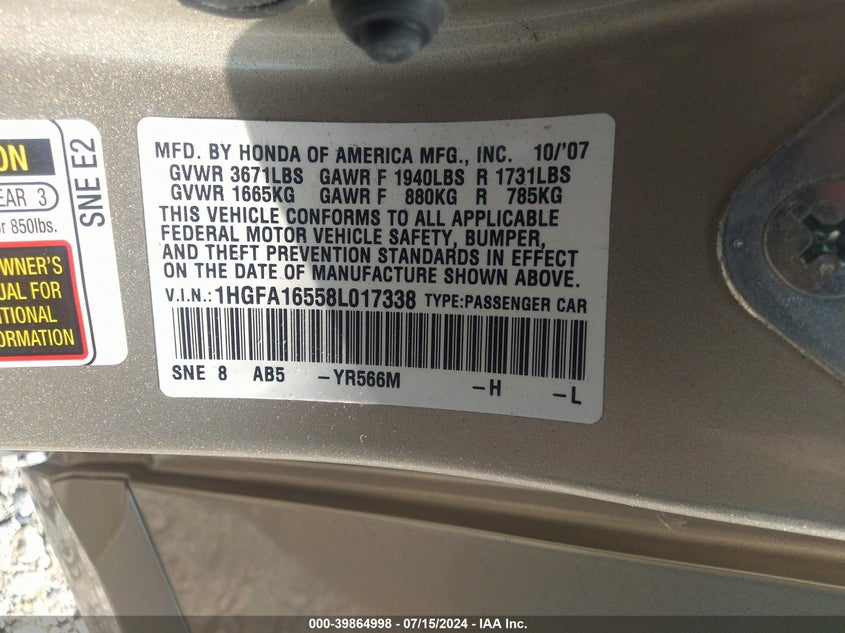 ON
EAR 3
r 850lbs.
OWNER'S
UAL FOR
TIONAL
FORMATION
SNE E2
MFD. BY HONDA OF AMERICA MFG., INC. 10/'07
GVWR 3671LBS GAWR F 1940LBS R 1731LBS
GVWR 1665KG GAWR F 880KG R 785KG
THIS VEHICLE CONFORMS TO ALL APPLICABLE
FEDERAL MOTOR VEHICLE SAFETY, BUMPER,
AND THEFT PREVENTION STANDARDS IN EFFECT
ON THE DATE OF MANUFACTURE SHOWN ABOVE.
V.I.N.: 1HGFA16558L017338 TYPE:PASSENGER CAR
SNE 8 AB5 -YR566M -H -L
000-39864998 - 07/15/2024 - IAA Inc.